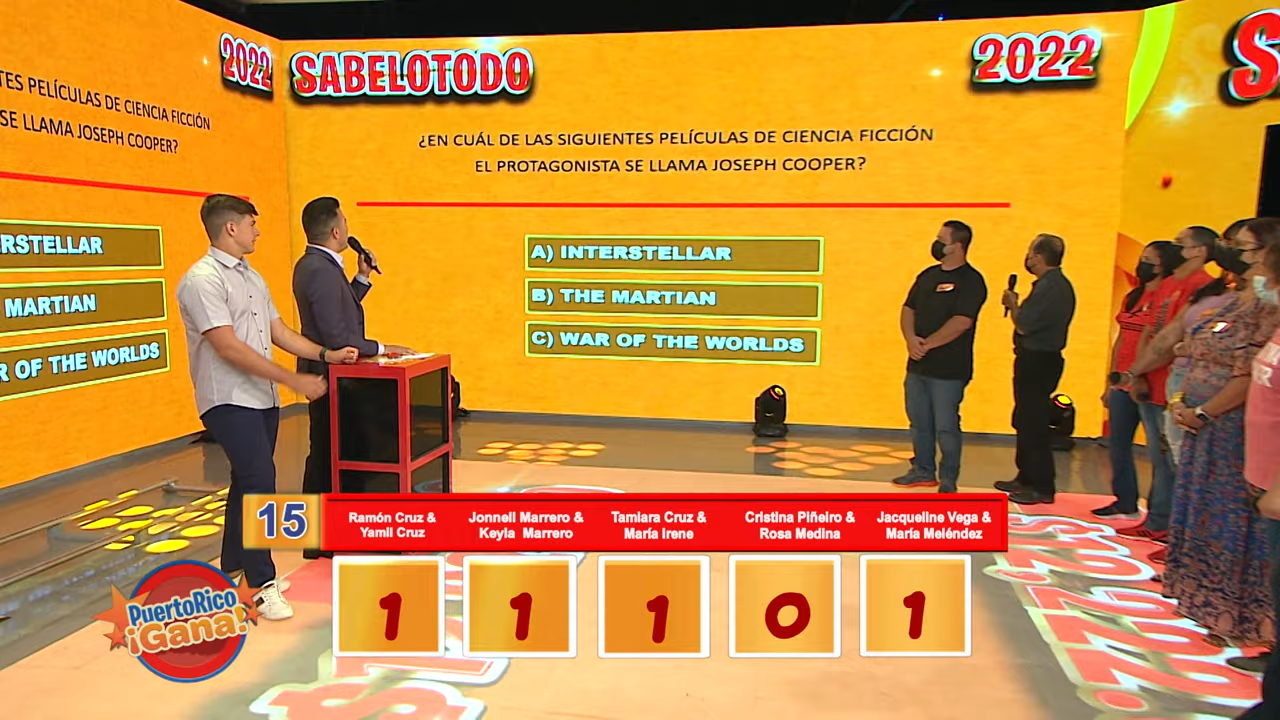 2022
SABELOTODO
2022
S
TES PELÍCULAS DE CIENCIA FICCIÓN
SE LLAMA JOSEPH COOPER?
¿EN CUÁL DE LAS SIGUIENTES PELÍCULAS DE CIENCIA FICCIÓN
EL PROTAGONISTA SE LLAMA JOSEPH COOPER?
ERSTELLAR
MARTIAN
R OF THE WORLDS
A) INTERSTELLAR
B) THE MARTIAN
C) WAR OF THE WORLDS
15
Ramón Cruz &
Yamil Cruz
Jonnell Marrero &
Keyla Marrero
Tamiara Cruz &
María Irene
Cristina Piñeiro &
Rosa Medina
Jacqueline Vega &
María Meléndez
1
1
1
0
1
PuertoRico
¡Gana!